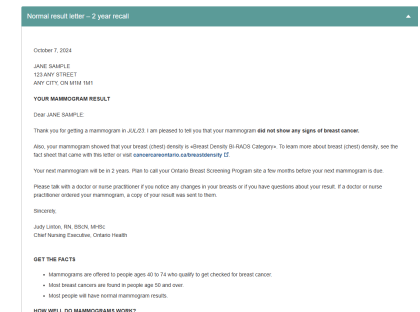 Normal result letter – 2 year recall
October 7, 2024
JANE SAMPLE
123 ANY STREET
ANY CITY, ON M1M 1M1
YOUR MAMMOGRAM RESULT
Dear JANE SAMPLE:
Thank you for getting a mammogram in JUL/23. I am pleased to tell you that your mammogram did not show any signs of breast cancer.
Also, your mammogram showed that your breast (chest) density is «Breast Density BI-RADS Category». To learn more about breast (chest) density, see the
fact sheet that came with this letter or visit cancercareontario.ca/breastdensity
Your next mammogram will be in 2 years. Plan to call your Ontario Breast Screening Program site a few months before your next mammogram is due.
Please talk with a doctor or nurse practitioner if you notice any changes in your breasts or if you have questions about your result. If a doctor or nurse
practitioner ordered your mammogram, a copy of your result was sent to them.
Sincerely,
Judy Linton, RN, BScN, MHSc
Chief Nursing Executive, Ontario Health
GET THE FACTS
• Mammograms are offered to people ages 40 to 74 who qualify to get checked for breast cancer.
• Most breast cancers are found in people age 50 and over.
• Most people will have normal mammogram results.
HOW WELL DO MAMMOGRAMS WORK?